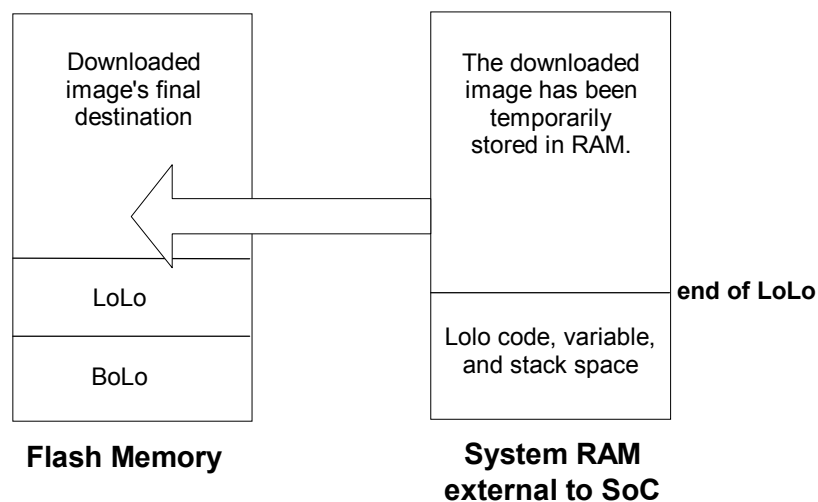 Downloaded
image's final
destination
LoLo
BoLo
Flash Memory
The downloaded
image has been
temporarily
stored in RAM.
end of LoLo
Lolo code, variable,
and stack space
System RAM
external to SoC